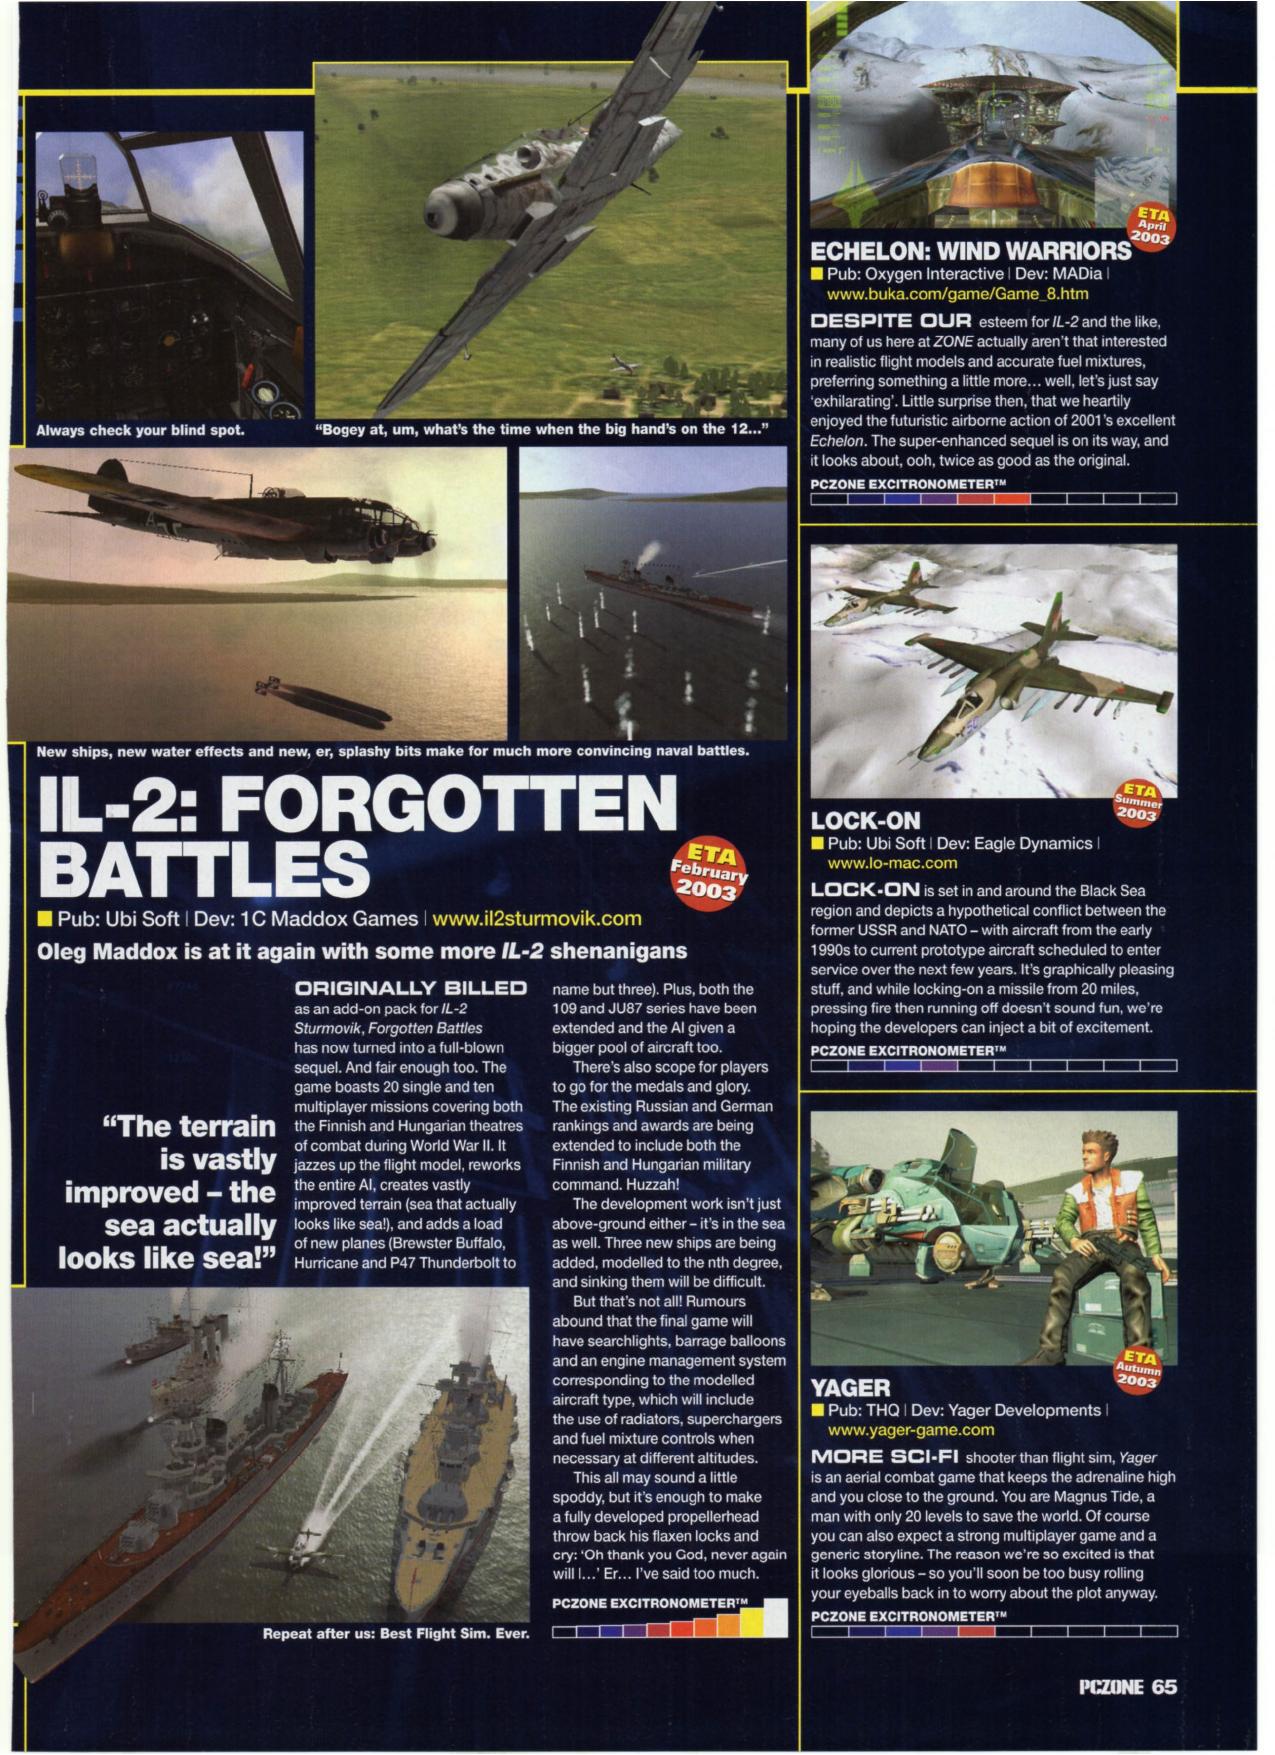 Always check your blind spot.
"Bogey at, um, what's the time when the big hand's on the 12..."
New ships, new water effects and new, er, splashy bits make for much more convincing naval battles.
IL-2: FORGOTTEN
BATTLES
ETA
February
2003
Pub: Ubi Soft | Dev: 1C Maddox Games | www.il2sturmovik.com
Oleg Maddox is at it again with some more IL-2 shenanigans
ORIGINALLY BILLED
as an add-on pack for IL-2
Sturmovik, Forgotten Battles
has now turned into a full-blown
sequel. And fair enough too. The
game boasts 20 single and ten
multiplayer missions covering both
the Finnish and Hungarian theatres
of combat during World War II. It
jazzes up the flight model, reworks
the entire AI, creates vastly
improved terrain (sea that actually
looks like sea!), and adds a load
of new planes (Brewster Buffalo,
Hurricane and P47 Thunderbolt to
"The terrain
is vastly
improved – the
sea actually
looks like sea!"
name but three). Plus, both the
109 and JU87 series have been
extended and the AI given a
bigger pool of aircraft too.
There's also scope for players
to go for the medals and glory.
The existing Russian and German
rankings and awards are being
extended to include both the
Finnish and Hungarian military
command. Huzzah!
The development work isn't just
above-ground either – it's in the sea
as well. Three new ships are being
added, modelled to the nth degree,
and sinking them will be difficult.
But that's not all! Rumours
abound that the final game will
have searchlights, barrage balloons
and an engine management system
corresponding to the modelled
aircraft type, which will include
the use of radiators, superchargers
and fuel mixture controls when
necessary at different altitudes.
This all may sound a little
spoddy, but it's enough to make
a fully developed propellerhead
throw back his flaxen locks and
cry: 'Oh thank you God, never again
will I...' Er... I've said too much.
PCZONE EXCITRONOMETER™
Repeat after us: Best Flight Sim. Ever.
ETA
April
2003
ECHELON: WIND WARRIORS
Pub: Oxygen Interactive | Dev: MADia |
www.buka.com/game/Game_8.htm
DESPITE OUR esteem for IL-2 and the like,
many of us here at ZONE actually aren't that interested
in realistic flight models and accurate fuel mixtures,
preferring something a little more... well, let's just say
'exhilarating'. Little surprise then, that we heartily
enjoyed the futuristic airborne action of 2001's excellent
Echelon. The super-enhanced sequel is on its way, and
it looks about, ooh, twice as good as the original.
PCZONE EXCITRONOMETER™
ETA
Summer
2003
LOCK-ON
Pub: Ubi Soft | Dev: Eagle Dynamics |
www.lo-mac.com
LOCK-ON is set in and around the Black Sea
region and depicts a hypothetical conflict between the
former USSR and NATO – with aircraft from the early
1990s to current prototype aircraft scheduled to enter
service over the next few years. It's graphically pleasing
stuff, and while locking-on a missile from 20 miles,
pressing fire then running off doesn't sound fun, we're
hoping the developers can inject a bit of excitement.
PCZONE EXCITRONOMETER™
ETA
Autumn
2003
YAGER
Pub: THQ | Dev: Yager Developments |
www.yager-game.com
MORE SCI-FI shooter than flight sim, Yager
is an aerial combat game that keeps the adrenaline high
and you close to the ground. You are Magnus Tide, a
man with only 20 levels to save the world. Of course
you can also expect a strong multiplayer game and a
generic storyline. The reason we're so excited is that
it looks glorious – so you'll soon be too busy rolling
your eyeballs back in to worry about the plot anyway.
PCZONE EXCITRONOMETER™
PCZONE 65